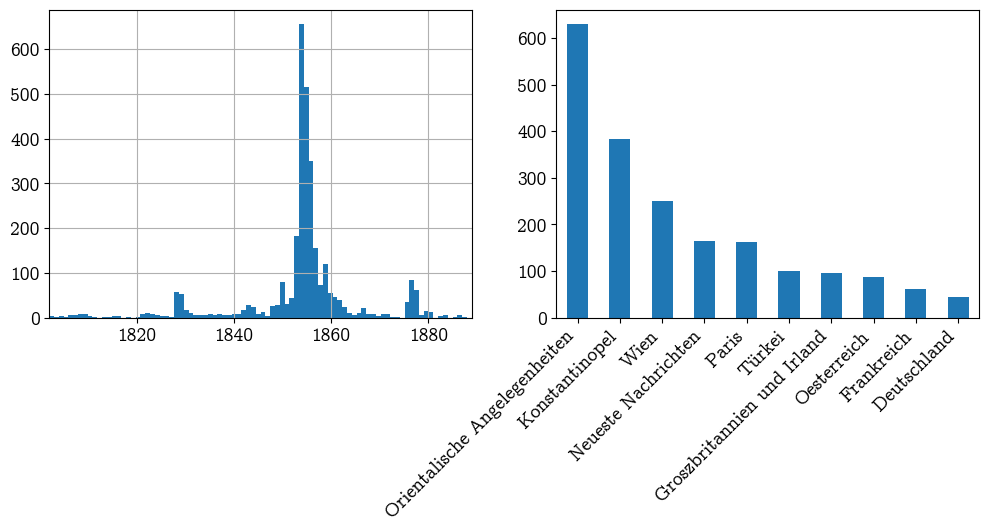 600
500
400
300
200
100
0
1820 1840 1860 1880
600
500
400
300
200
100
0
Orientalische Angelegenheiten
Konstantinopel
Wien
Neueste Nachrichten
Paris
Türkei
Groszbritannien und Irland
Oesterreich
Frankreich
Deutschland